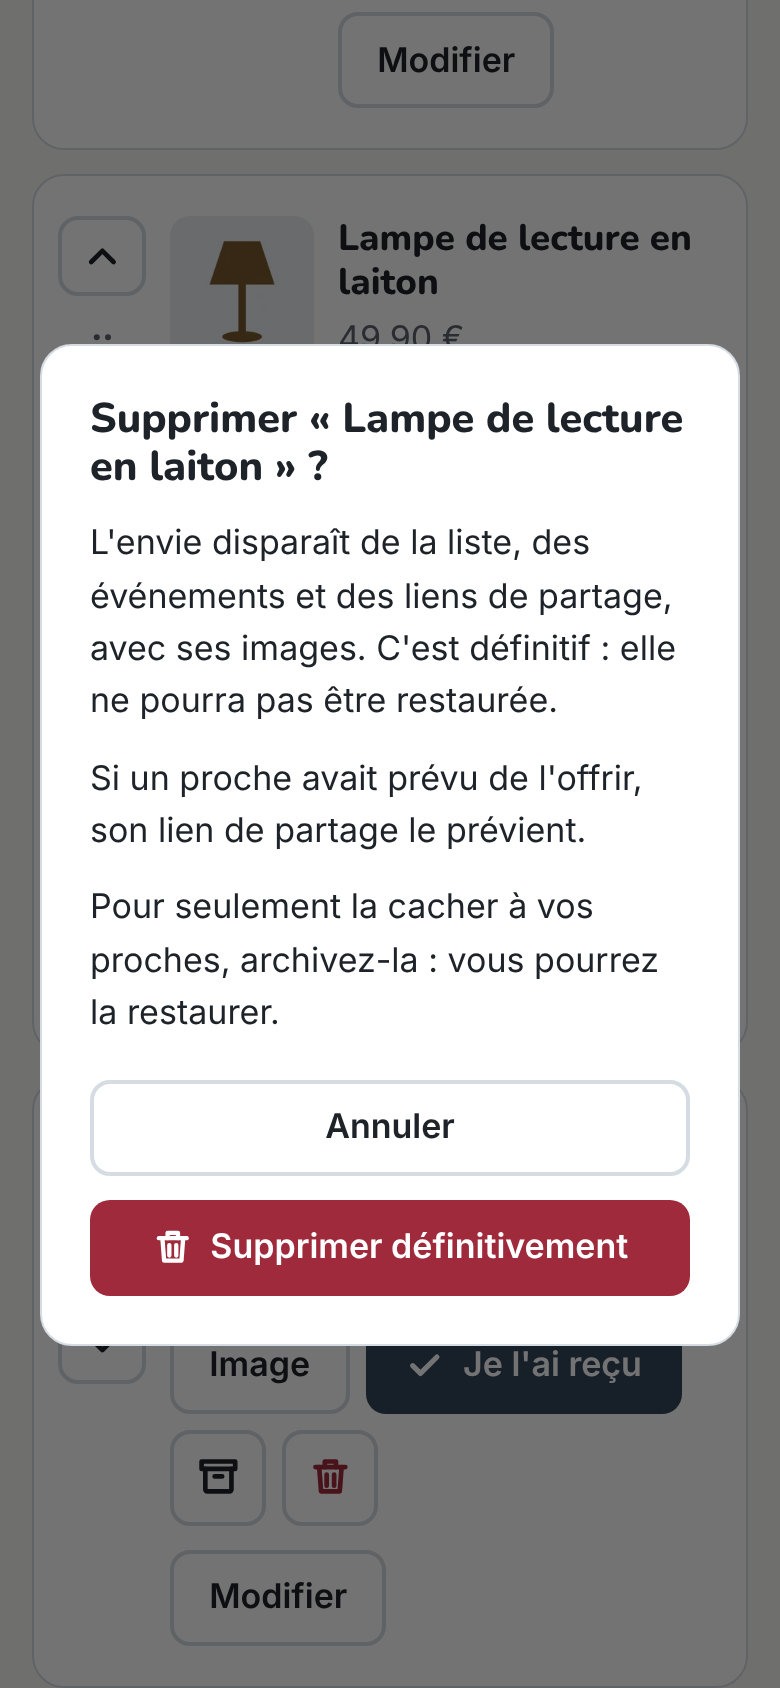 Modifier
Lampe de lecture en
laiton
49,90 €
Supprimer « Lampe de lecture
en laiton » ?
L'envie disparaît de la liste, des
événements et des liens de partage,
avec ses images. C'est définitif : elle
ne pourra pas être restaurée.
Si un proche avait prévu de l'offrir,
son lien de partage le prévient.
Pour seulement la cacher à vos
proches, archivez-la : vous pourrez
la restaurer.
Annuler
Supprimer définitivement
Image
Je l'ai reçu
Modifier